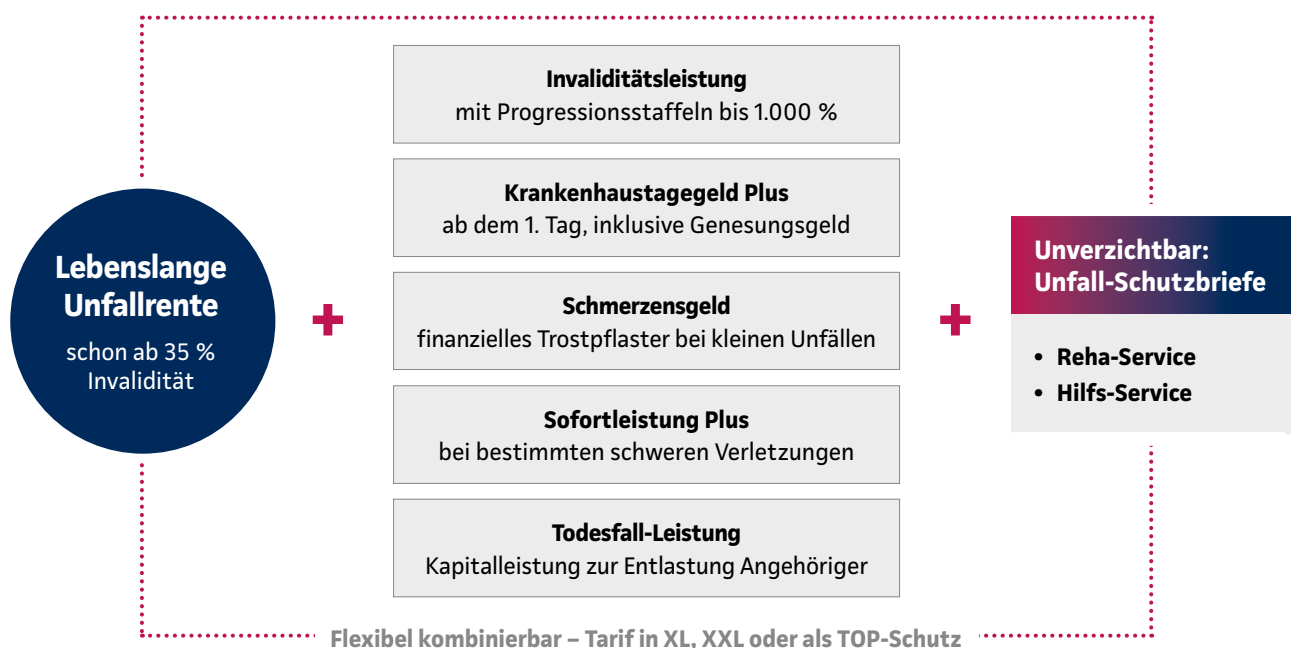 Lebenslange
Unfallrente
schon ab 35 %
Invalidität
+
Invaliditätsleistung
mit Progressionsstaffeln bis 1.000 %
Krankenhaustagegeld Plus
ab dem 1. Tag, inklusive Genesungsgeld
Schmerzensgeld
finanzielles Trostpflaster bei kleinen Unfällen
Sofortleistung Plus
bei bestimmten schweren Verletzungen
Todesfall-Leistung
Kapitalleistung zur Entlastung Angehöriger
+
Unverzichtbar:
Unfall-Schutzbriefe
• Reha-Service
• Hilfs-Service
Flexibel kombinierbar – Tarif in XL, XXL oder als TOP-Schutz